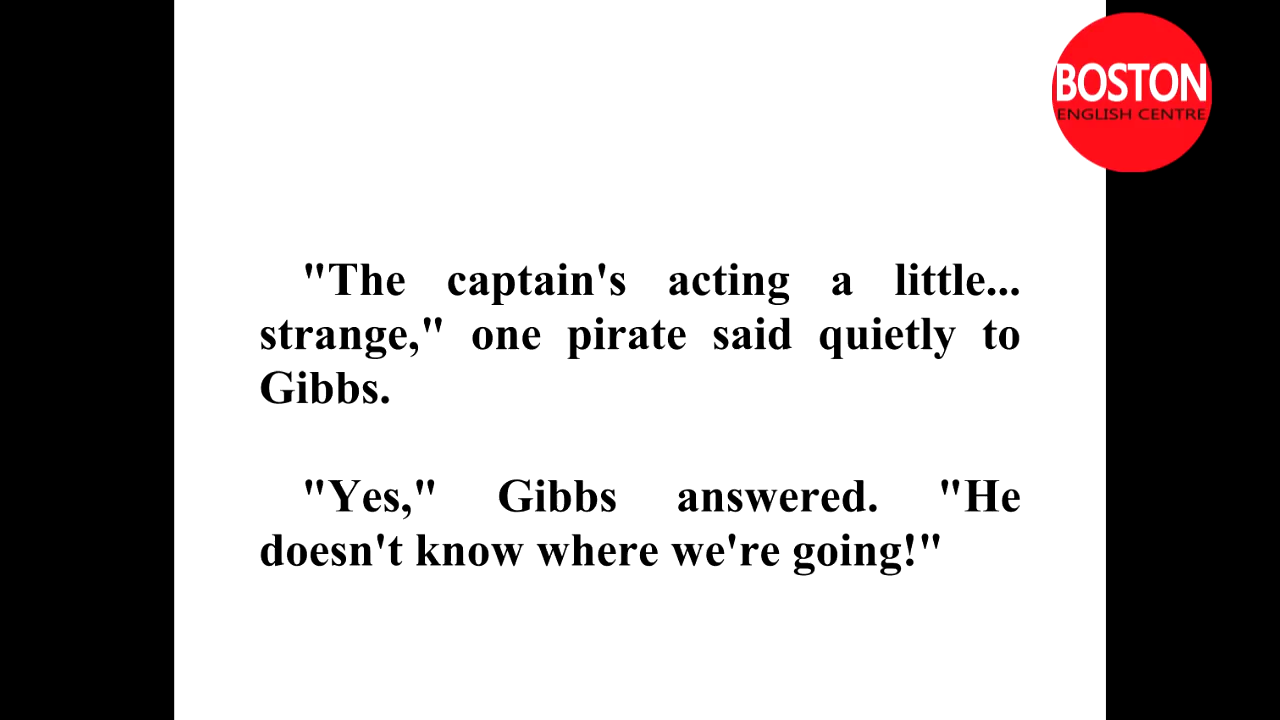 BOSTON
ENGLISH CENTRE
"The captain's acting a little...
strange," one pirate said quietly to
Gibbs.
"Yes," Gibbs answered. "He
doesn't know where we're going!"